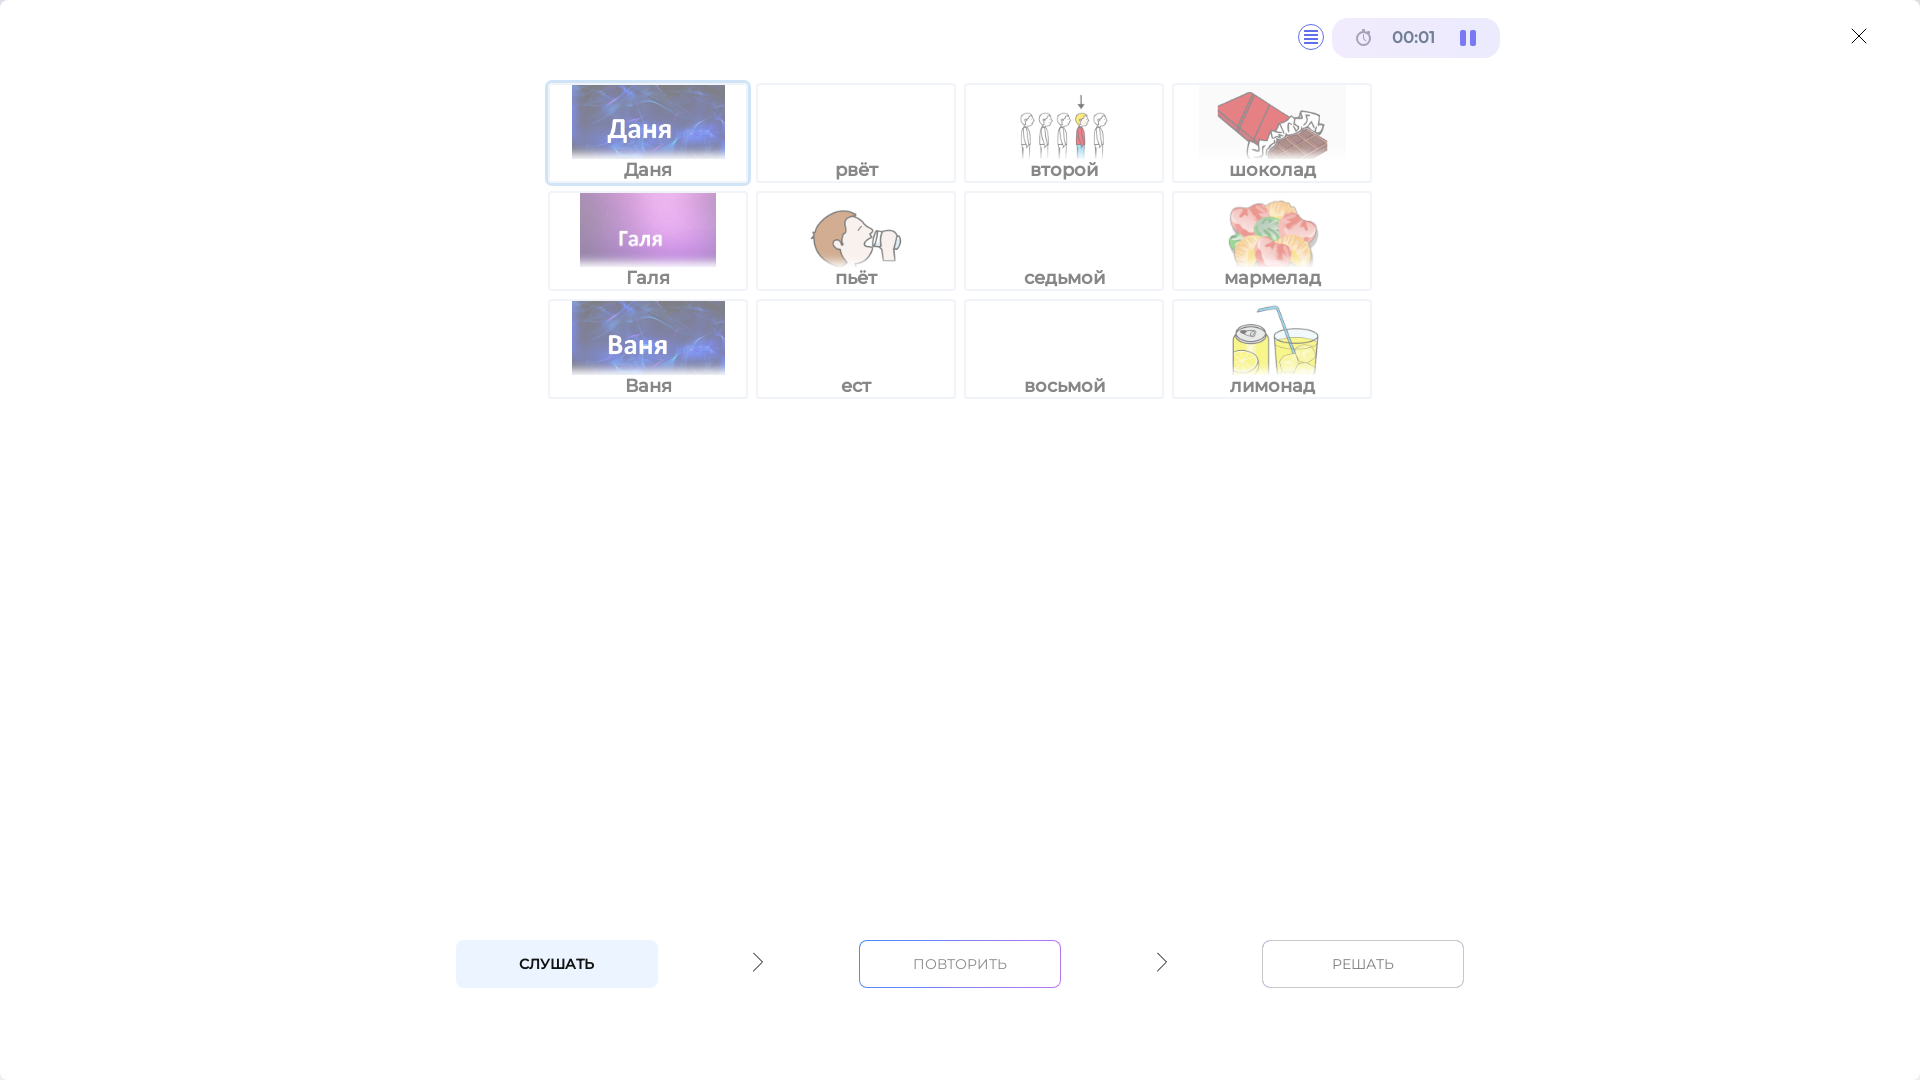 00:01
Даня
Даня
рвёт
второй
шоколад
Галя
Галя
пьёт
седьмой
мармелад
Ваня
Ваня
ест
восьмой
лимонад
СЛУШАТЬ
ПОВТОРИТЬ
РЕШАТЬ